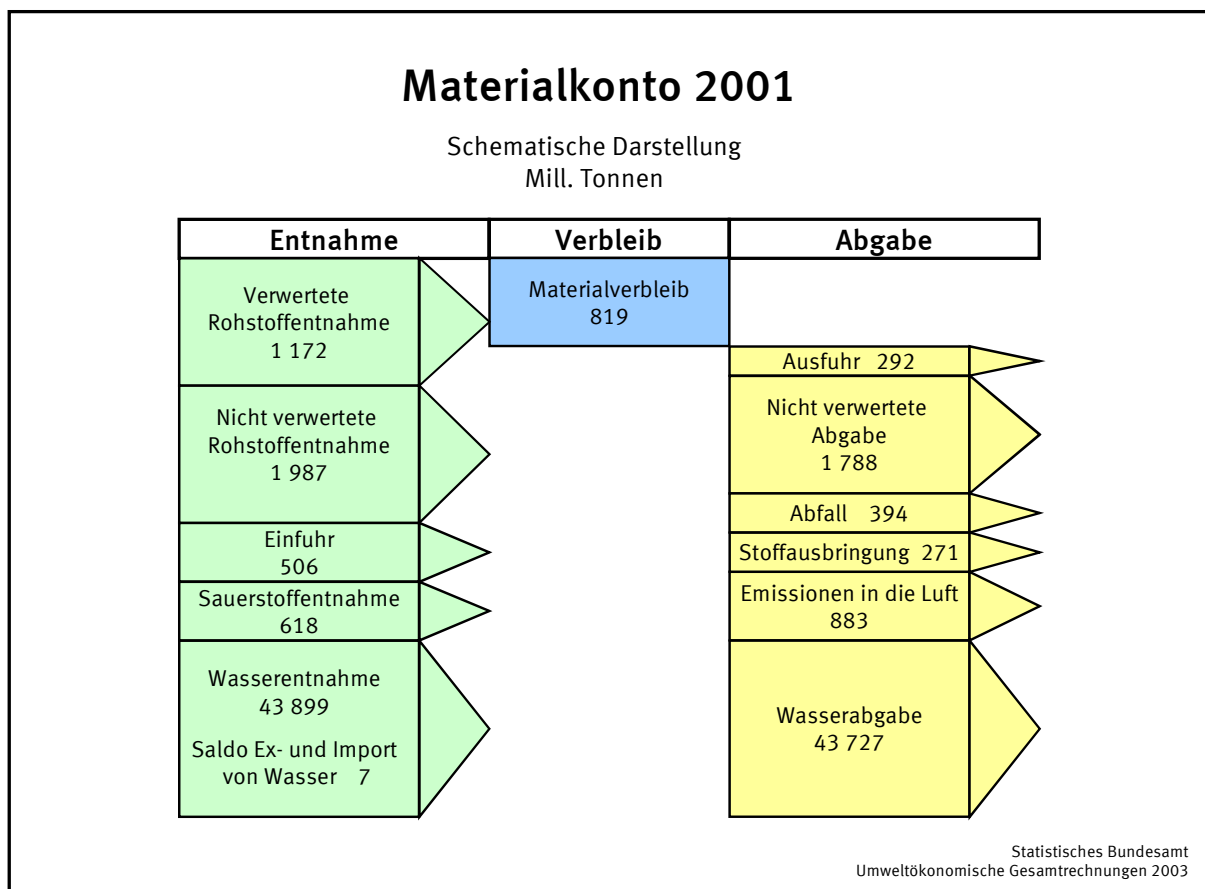 Materialkonto 2001
Schematische Darstellung
Mill. Tonnen
Entnahme
Verbleib
Abgabe
Verwertete
Rohstoffentnahme
1 172
Nicht verwertete
Rohstoffentnahme
1 987
Einfuhr
506
Sauerstoffentnahme
618
Wasserentnahme
43 899
Saldo Ex- und Import
von Wasser 7
Materialverbleib
819
Ausfuhr 292
Nicht verwertete
Abgabe
1 788
Abfall 394
Stoffausbringung 271
Emissionen in die Luft
883
Wasserabgabe
43 727
Statistisches Bundesamt
Umweltökonomische Gesamtrechnungen 2003